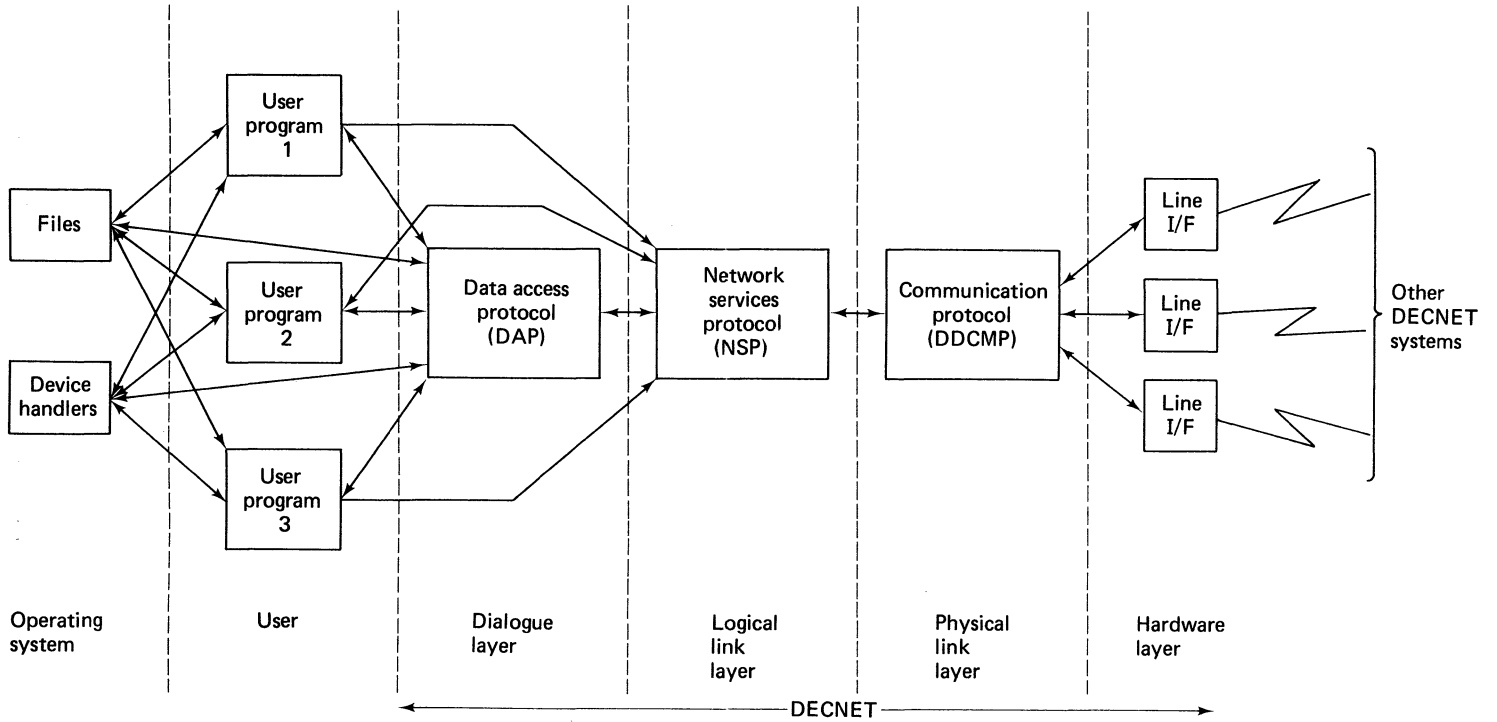 User
program
1
Files
User
program
2
Device
handlers
User
program
3
Data access
protocol
(DAP)
Network
services
protocol
(NSP)
Communication
protocol
(DDCMP)
Line
I/F
Line
I/F
Line
I/F
Other
DECNET
systems
Operating
system
User
Dialogue
layer
Logical
link
layer
Physical
link
layer
Hardware
layer
DECNET